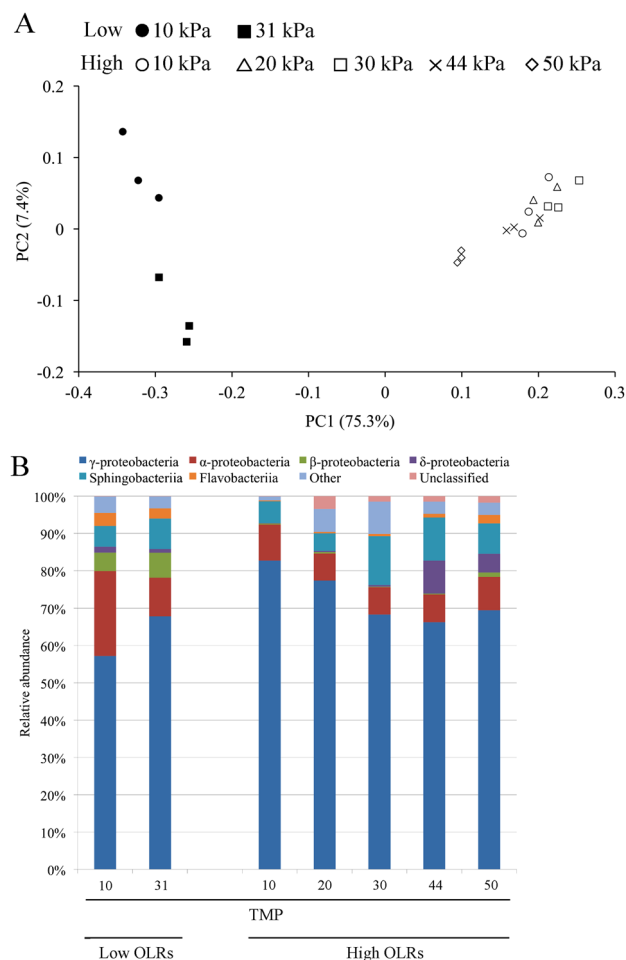 A
Low 10 kPa 31 kPa
High 10 kPa 20 kPa 30 kPa 44 kPa 50 kPa
0.2
0.1
0
-0.1
-0.2
PC2 (7.4%)
-0.4 -0.3 -0.2 -0.1 0 0.1 0.2 0.3
PC1 (75.3%)
B
γ-proteobacteria α-proteobacteria β-proteobacteria δ-proteobacteria
Sphingobacteriia Flavobacteriia Other Unclassified
100%
90%
80%
70%
60%
50%
40%
30%
20%
10%
0%
Relative abundance
10 31 10 20 30 44 50
TMP
Low OLRs High OLRs